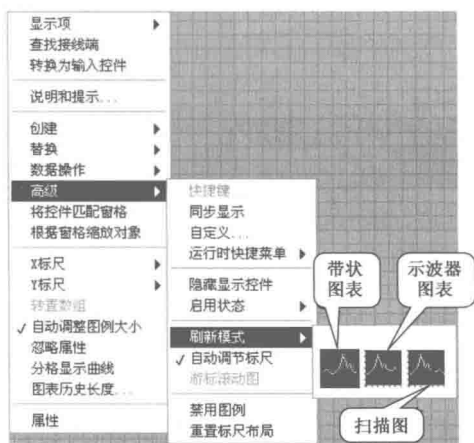 显示项
查找接线端
转换为输入控件
说明和提示...
创建
替换
数据操作
高级
将控件匹配窗格
根据窗格缩放对象
X标尺
Y标尺
转置数组
自动调整图例大小
忽略属性
分格显示曲线
图表历史长度...
属性
快捷键...
同步显示
自定义...
运行时快捷菜单
隐藏显示控件
启用状态
刷新模式
自动调节标尺
游标滚动图
禁用图例
重置标尺布局
带状
图表
示波器
图表
扫描图